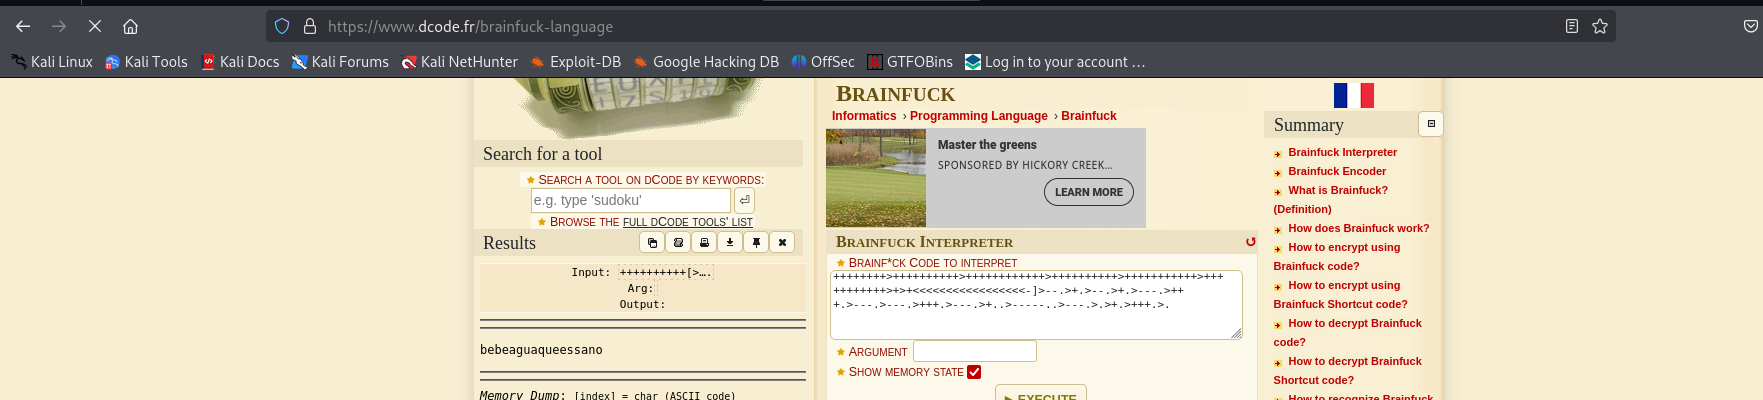 https://www.dcode.fr/brainfuck-language
Kali Linux Kali Tools Kali Docs Kali Forums Kali NetHunter Exploit-DB Google Hacking DB OffSec GTFOBins Log in to your account …
Search for a tool
SEARCH A TOOL ON DCODE BY KEYWORDS:
e.g. type 'sudoku'
BROWSE THE FULL DCODE TOOLS' LIST
Results
Input: ++++++++++[>…
Arg:
Output:
bebeaguaqueessano
Memory Dump: [index] = char (ASCII code)
BRAINFUCK
Informatics › Programming Language › Brainfuck
Master the greens
SPONSORED BY HICKORY CREEK...
LEARN MORE
BRAINFUCK INTERPRETER
BRAINF*CK CODE TO INTERPRET
++++++++>++++++++++>++++++++++++>++++++++++>+++++++++++>+++
++++++++>+>+<<<<<<<<<<<<<<<<<-]>--.>+.>--.>+.>---.>++
+.>---.>---.>+++.>---.>+..>-----..>---.>.>+.>+++.>.
ARGUMENT
SHOW MEMORY STATE
► EXECUTE
Summary
Brainfuck Interpreter
Brainfuck Encoder
What is Brainfuck?
(Definition)
How does Brainfuck work?
How to encrypt using
Brainfuck code?
How to encrypt using
Brainfuck Shortcut code?
How to decrypt Brainfuck
code?
How to decrypt Brainfuck
Shortcut code?
How to recognize Brainfuck